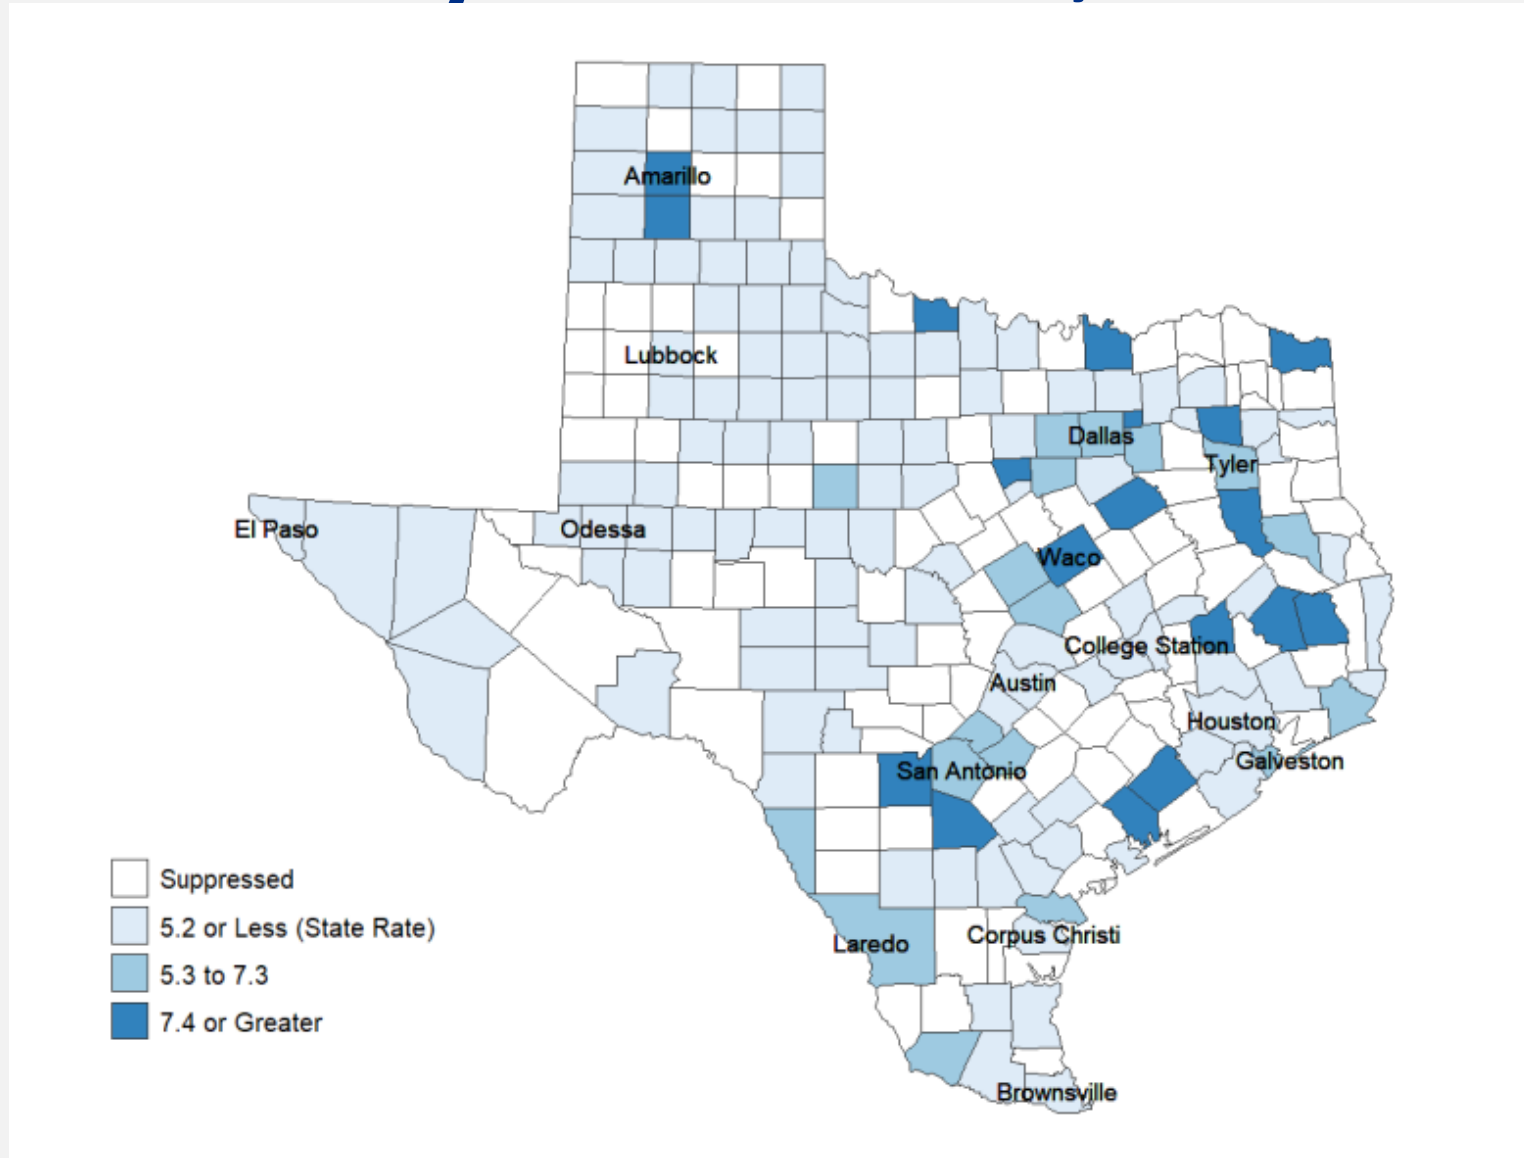 Amarillo
Lubbock
Dallas
Tyler
El Paso
Odessa
Waco
College Station
Austin
Houston
Galveston
San Antonio
Suppressed
5.2 or Less (State Rate)
Laredo
Corpus Christi
5.3 to 7.3
7.4 or Greater
Brownsville